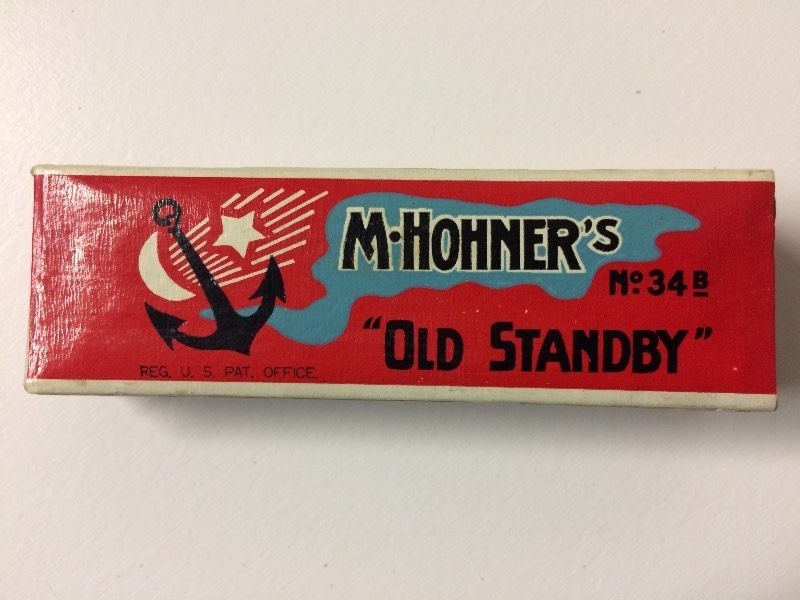 M·HOHNER'S
Nº 34B
"OLD STANDBY"
REG. U. S. PAT. OFFICE.